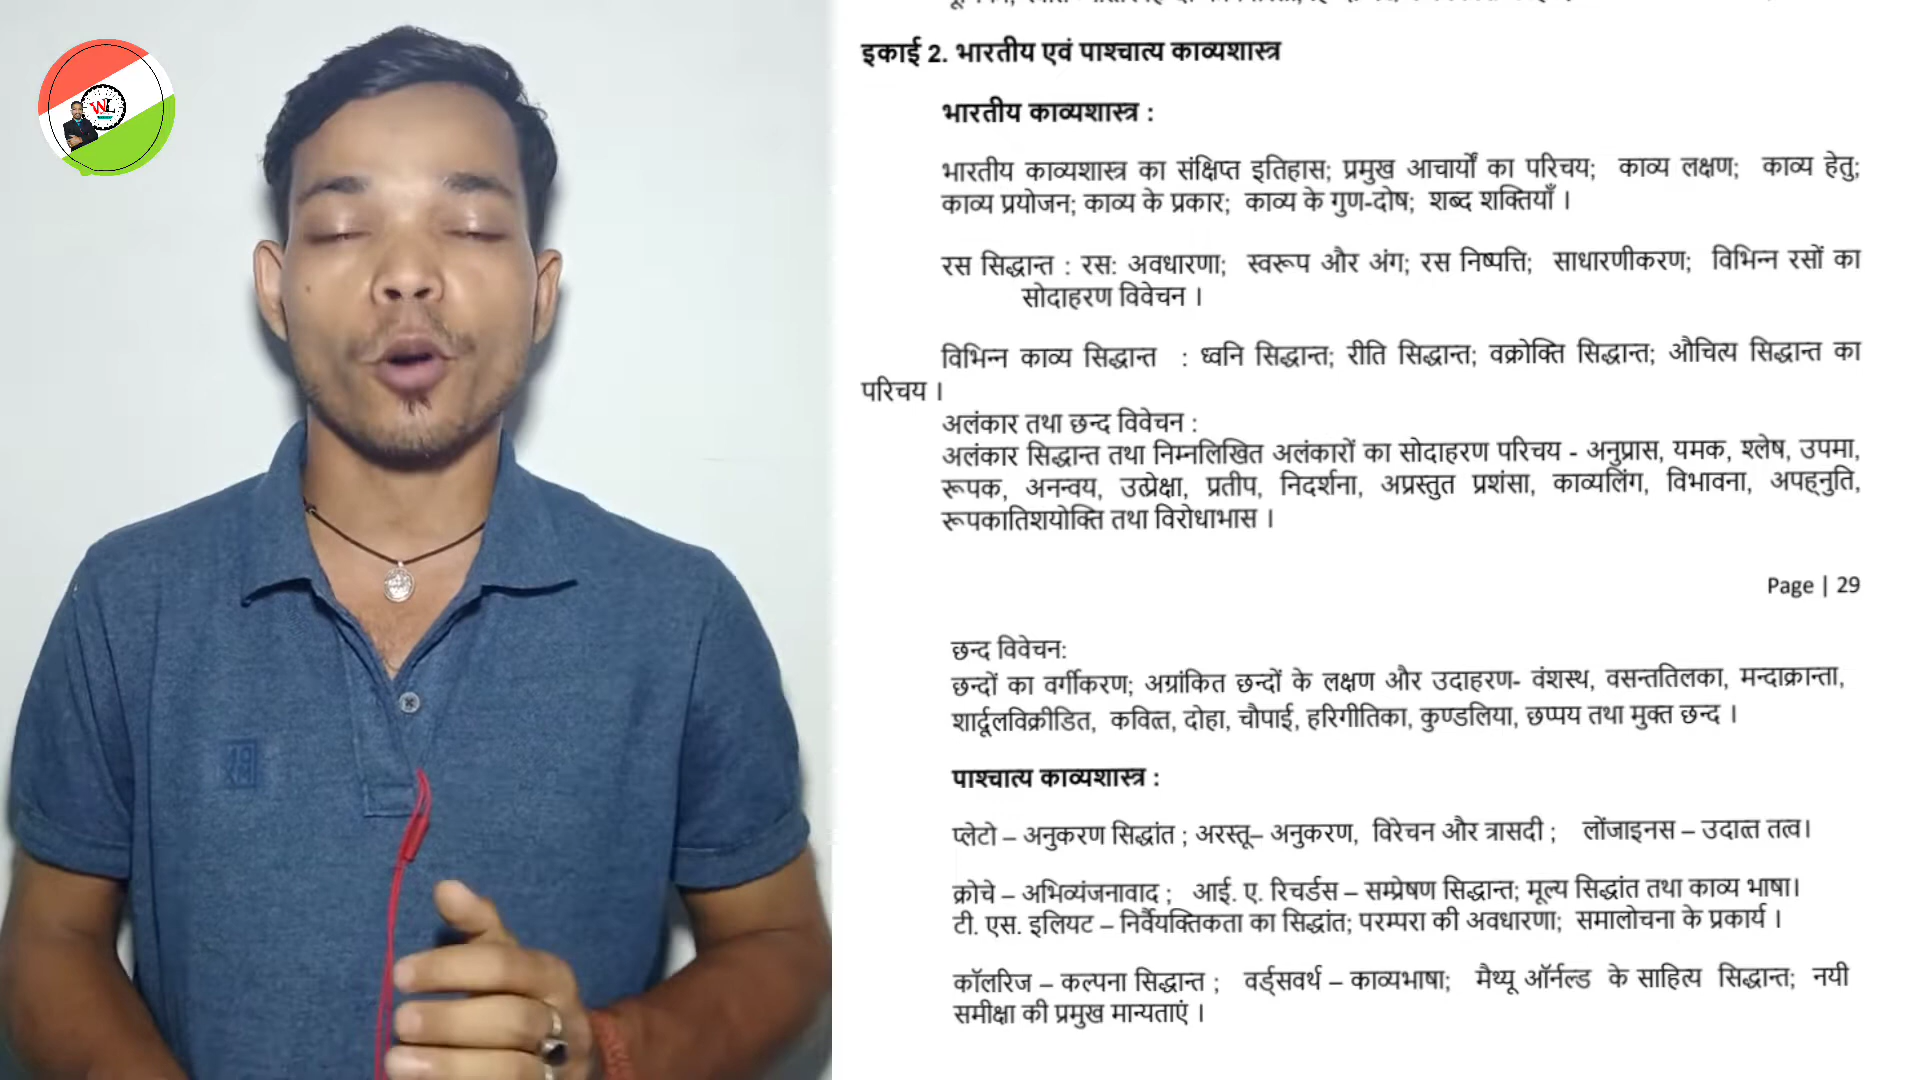 WL
इकाई 2. भारतीय एवं पाश्चात्य काव्यशास्त्र
भारतीय काव्यशास्त्र :
भारतीय काव्यशास्त्र का संक्षिप्त इतिहास; प्रमुख आचार्यों का परिचय; काव्य लक्षण; काव्य हेतु;
काव्य प्रयोजन; काव्य के प्रकार; काव्य के गुण-दोष; शब्द शक्तियाँ ।
रस सिद्धान्त : रस: अवधारणा; स्वरूप और अंग; रस निष्पत्ति; साधारणीकरण; विभिन्न रसों का
सोदाहरण विवेचन ।
विभिन्न काव्य सिद्धान्त : ध्वनि सिद्धान्त; रीति सिद्धान्त; वक्रोक्ति सिद्धान्त; औचित्य सिद्धान्त का
परिचय ।
अलंकार तथा छन्द विवेचन :
अलंकार सिद्धान्त तथा निम्नलिखित अलंकारों का सोदाहरण परिचय - अनुप्रास, यमक, श्लेष, उपमा,
रूपक, अनन्वय, उत्प्रेक्षा, प्रतीप, निदर्शना, अप्रस्तुत प्रशंसा, काव्यलिंग, विभावना, अपह्नुति,
रूपकातिशयोक्ति तथा विरोधाभास ।
Page | 29
छन्द विवेचन:
छन्दों का वर्गीकरण; अग्रांकित छन्दों के लक्षण और उदाहरण- वंशस्थ, वसन्ततिलका, मन्दाक्रान्ता,
शार्दूलविक्रीडित, कवित्त, दोहा, चौपाई, हरिगीतिका, कुण्डलिया, छप्पय तथा मुक्त छन्द ।
पाश्चात्य काव्यशास्त्र :
प्लेटो – अनुकरण सिद्धांत ; अरस्तू– अनुकरण, विरेचन और त्रासदी ; लोंजाइनस – उदात्त तत्व।
क्रोचे – अभिव्यंजनावाद ; आई. ए. रिचर्डस – सम्प्रेषण सिद्धान्त; मूल्य सिद्धांत तथा काव्य भाषा।
टी. एस. इलियट – निर्वैयक्तिकता का सिद्धांत; परम्परा की अवधारणा; समालोचना के प्रकार्य ।
कॉलरिज – कल्पना सिद्धान्त ; वर्ड्सवर्थ – काव्यभाषा; मैथ्यू ऑर्नल्ड के साहित्य सिद्धान्त; नयी
समीक्षा की प्रमुख मान्यताएं ।